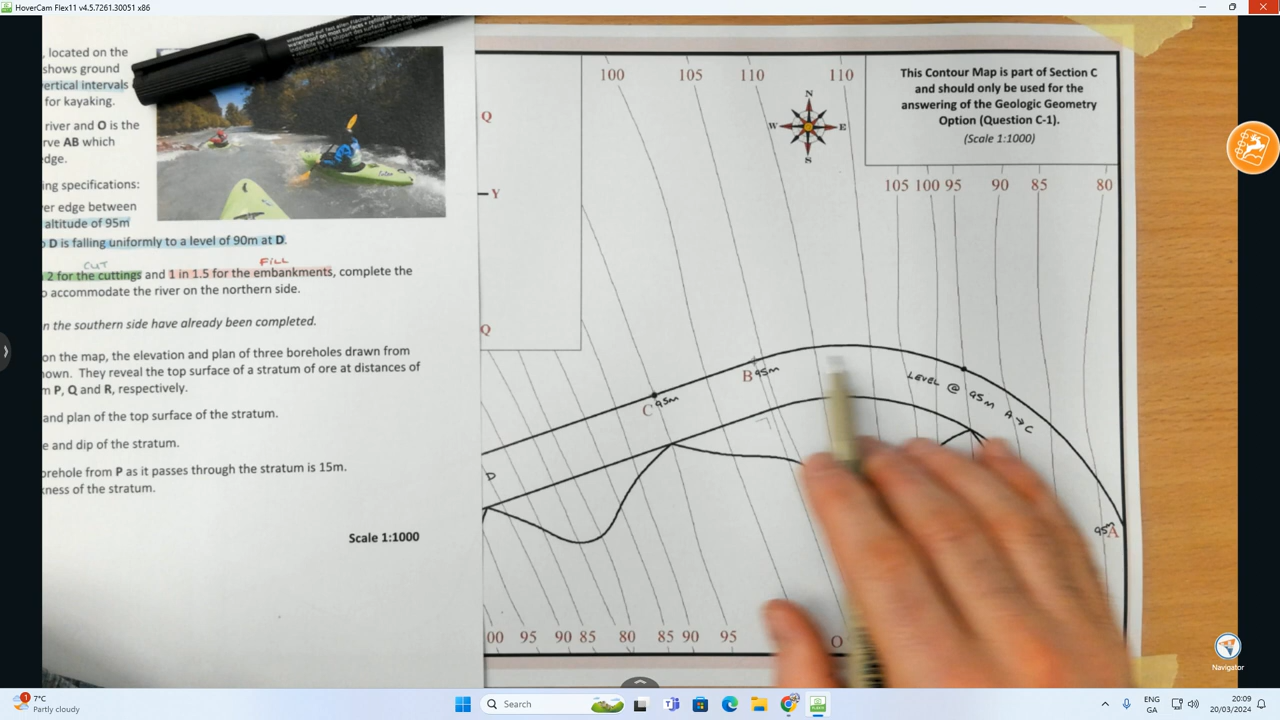 HoverCam Flex11 v4.5.7261.30051 x86
, located on the
shows ground
vertical intervals
for kayaking.
river and O is the
rve AB which
dge.
ing specifications:
er edge between
altitude of 95m
o D is falling uniformly to a level of 90m at D.
CUT
FILL
2 for the cuttings and 1 in 1.5 for the embankments, complete the
o accommodate the river on the northern side.
n the southern side have already been completed.
on the map, the elevation and plan of three boreholes drawn from
own. They reveal the top surface of a stratum of ore at distances of
m P, Q and R, respectively.
and plan of the top surface of the stratum.
e and dip of the stratum.
orehole from P as it passes through the stratum is 15m.
kness of the stratum.
Scale 1:1000
100 105 110 110
This Contour Map is part of Section C
and should only be used for the
answering of the Geologic Geometry
Option (Question C-1).
(Scale 1:1000)
N
W E
S
Q
Y
Q
105 100 95 90 85 80
B 95m
C 95m
LEVEL @ 95m A→C
D
95m A
00 95 90 85 80 85 90 95 O
Navigator
7°C
Partly cloudy
Search
ENG
GA
20:09
20/03/2024